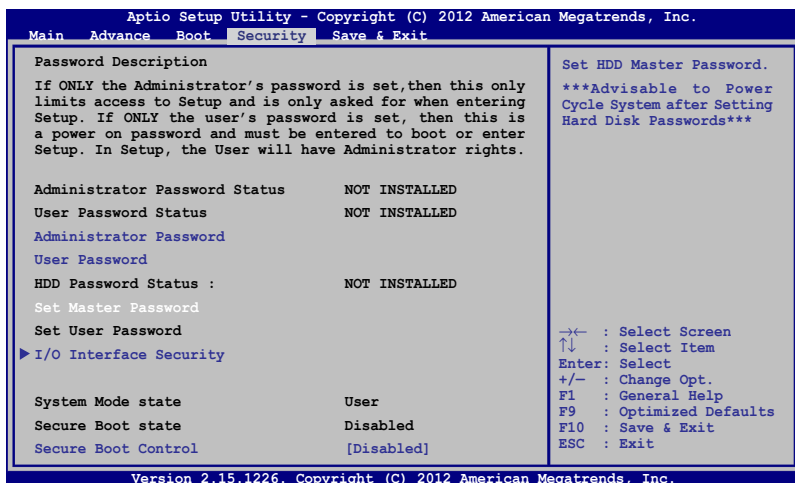 Aptio Setup Utility - Copyright (C) 2012 American Megatrends, Inc.
Main Advance Boot Security Save & Exit
Password Description
If ONLY the Administrator's password is set,then this only
limits access to Setup and is only asked for when entering
Setup. If ONLY the user's password is set, then this is
a power on password and must be entered to boot or enter
Setup. In Setup, the User will have Administrator rights.
Administrator Password Status NOT INSTALLED
User Password Status NOT INSTALLED
Administrator Password
User Password
HDD Password Status : NOT INSTALLED
Set Master Password
Set User Password
I/O Interface Security
System Mode state User
Secure Boot state Disabled
Secure Boot Control [Disabled]
Set HDD Master Password.
***Advisable to Power
Cycle System after Setting
Hard Disk Passwords***
→← : Select Screen
↑↓ : Select Item
Enter: Select
+/— : Change Opt.
F1 : General Help
F9 : Optimized Defaults
F10 : Save & Exit
ESC : Exit
Version 2.15.1226. Copyright (C) 2012 American Megatrends, Inc.